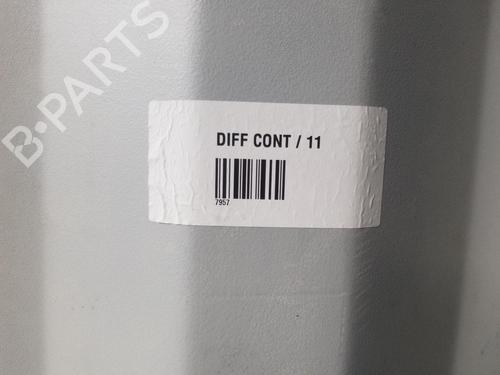 B-PARTS
DIFF CONT / 11
7957